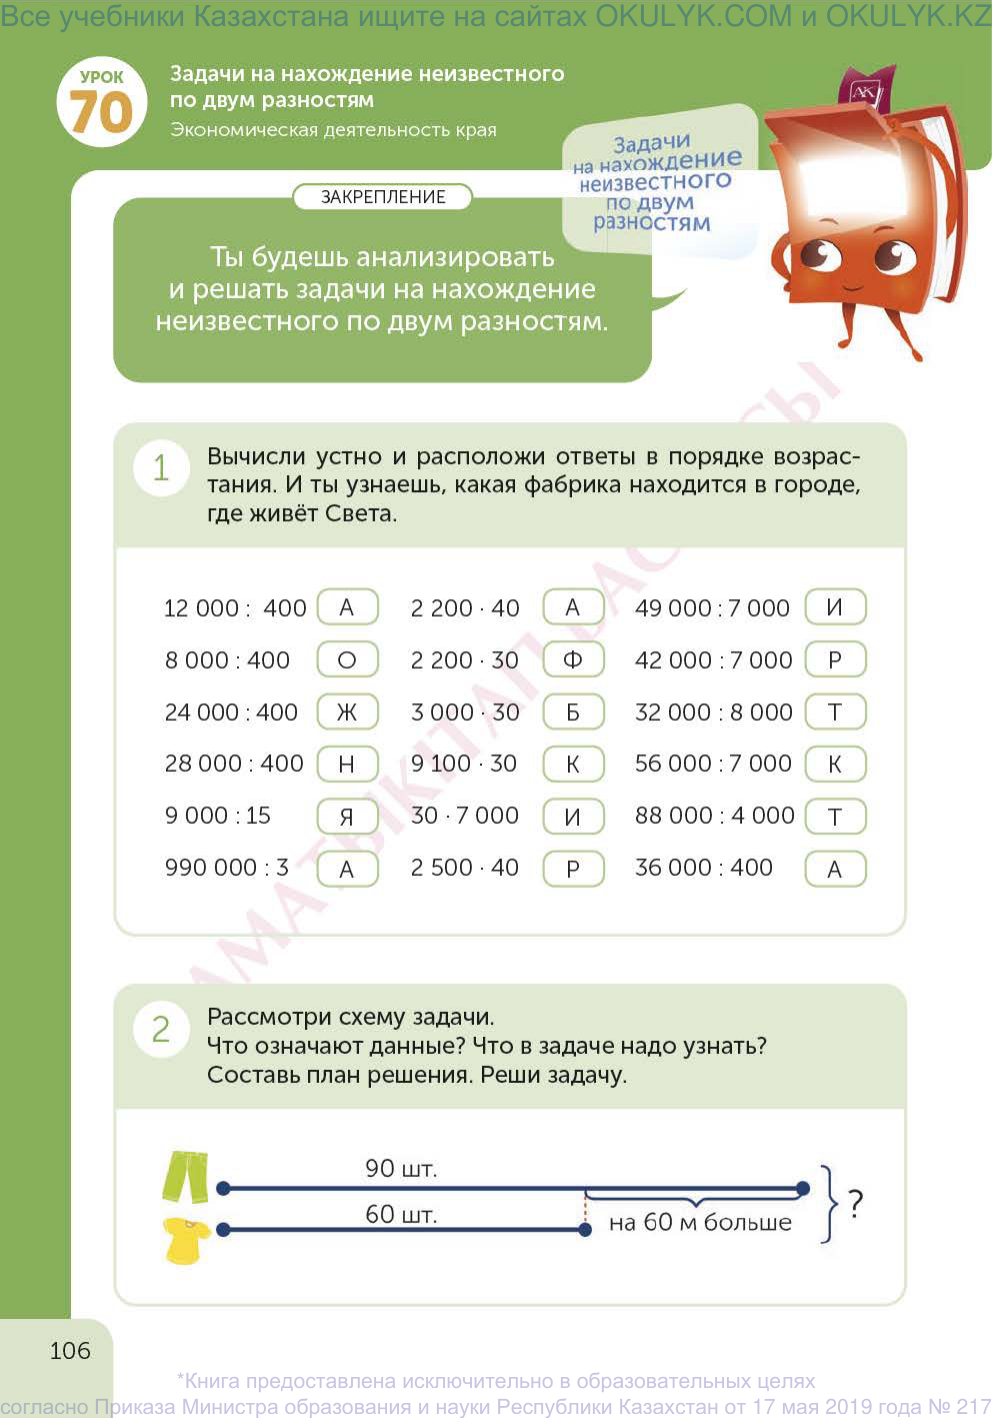 Все учебники Казахстана ищите на сайтах OKULYK.COM и OKULYK.KZ
УРОК
70
Задачи на нахождение неизвестного
по двум разностям
Экономическая деятельность края
АК
Задачи
на нахождение
неизвестного
по двум
разностям
ЗАКРЕПЛЕНИЕ
Ты будешь анализировать
и решать задачи на нахождение
неизвестного по двум разностям.
1
Вычисли устно и расположи ответы в порядке возрас-
тания. И ты узнаешь, какая фабрика находится в городе,
где живёт Света.
12 000 : 400 А 2 200 · 40 А 49 000 : 7 000 И
8 000 : 400 О 2 200 · 30 Ф 42 000 : 7 000 Р
24 000 : 400 Ж 3 000 · 30 Б 32 000 : 8 000 Т
28 000 : 400 Н 9 100 · 30 К 56 000 : 7 000 К
9 000 : 15 Я 30 · 7 000 И 88 000 : 4 000 Т
990 000 : 3 А 2 500 · 40 Р 36 000 : 400 А
2
Рассмотри схему задачи.
Что означают данные? Что в задаче надо узнать?
Составь план решения. Реши задачу.
90 шт.
60 шт.
на 60 м больше
?
106
*Книга предоставлена исключительно в образовательных целях
согласно Приказа Министра образования и науки Республики Казахстан от 17 мая 2019 года № 217